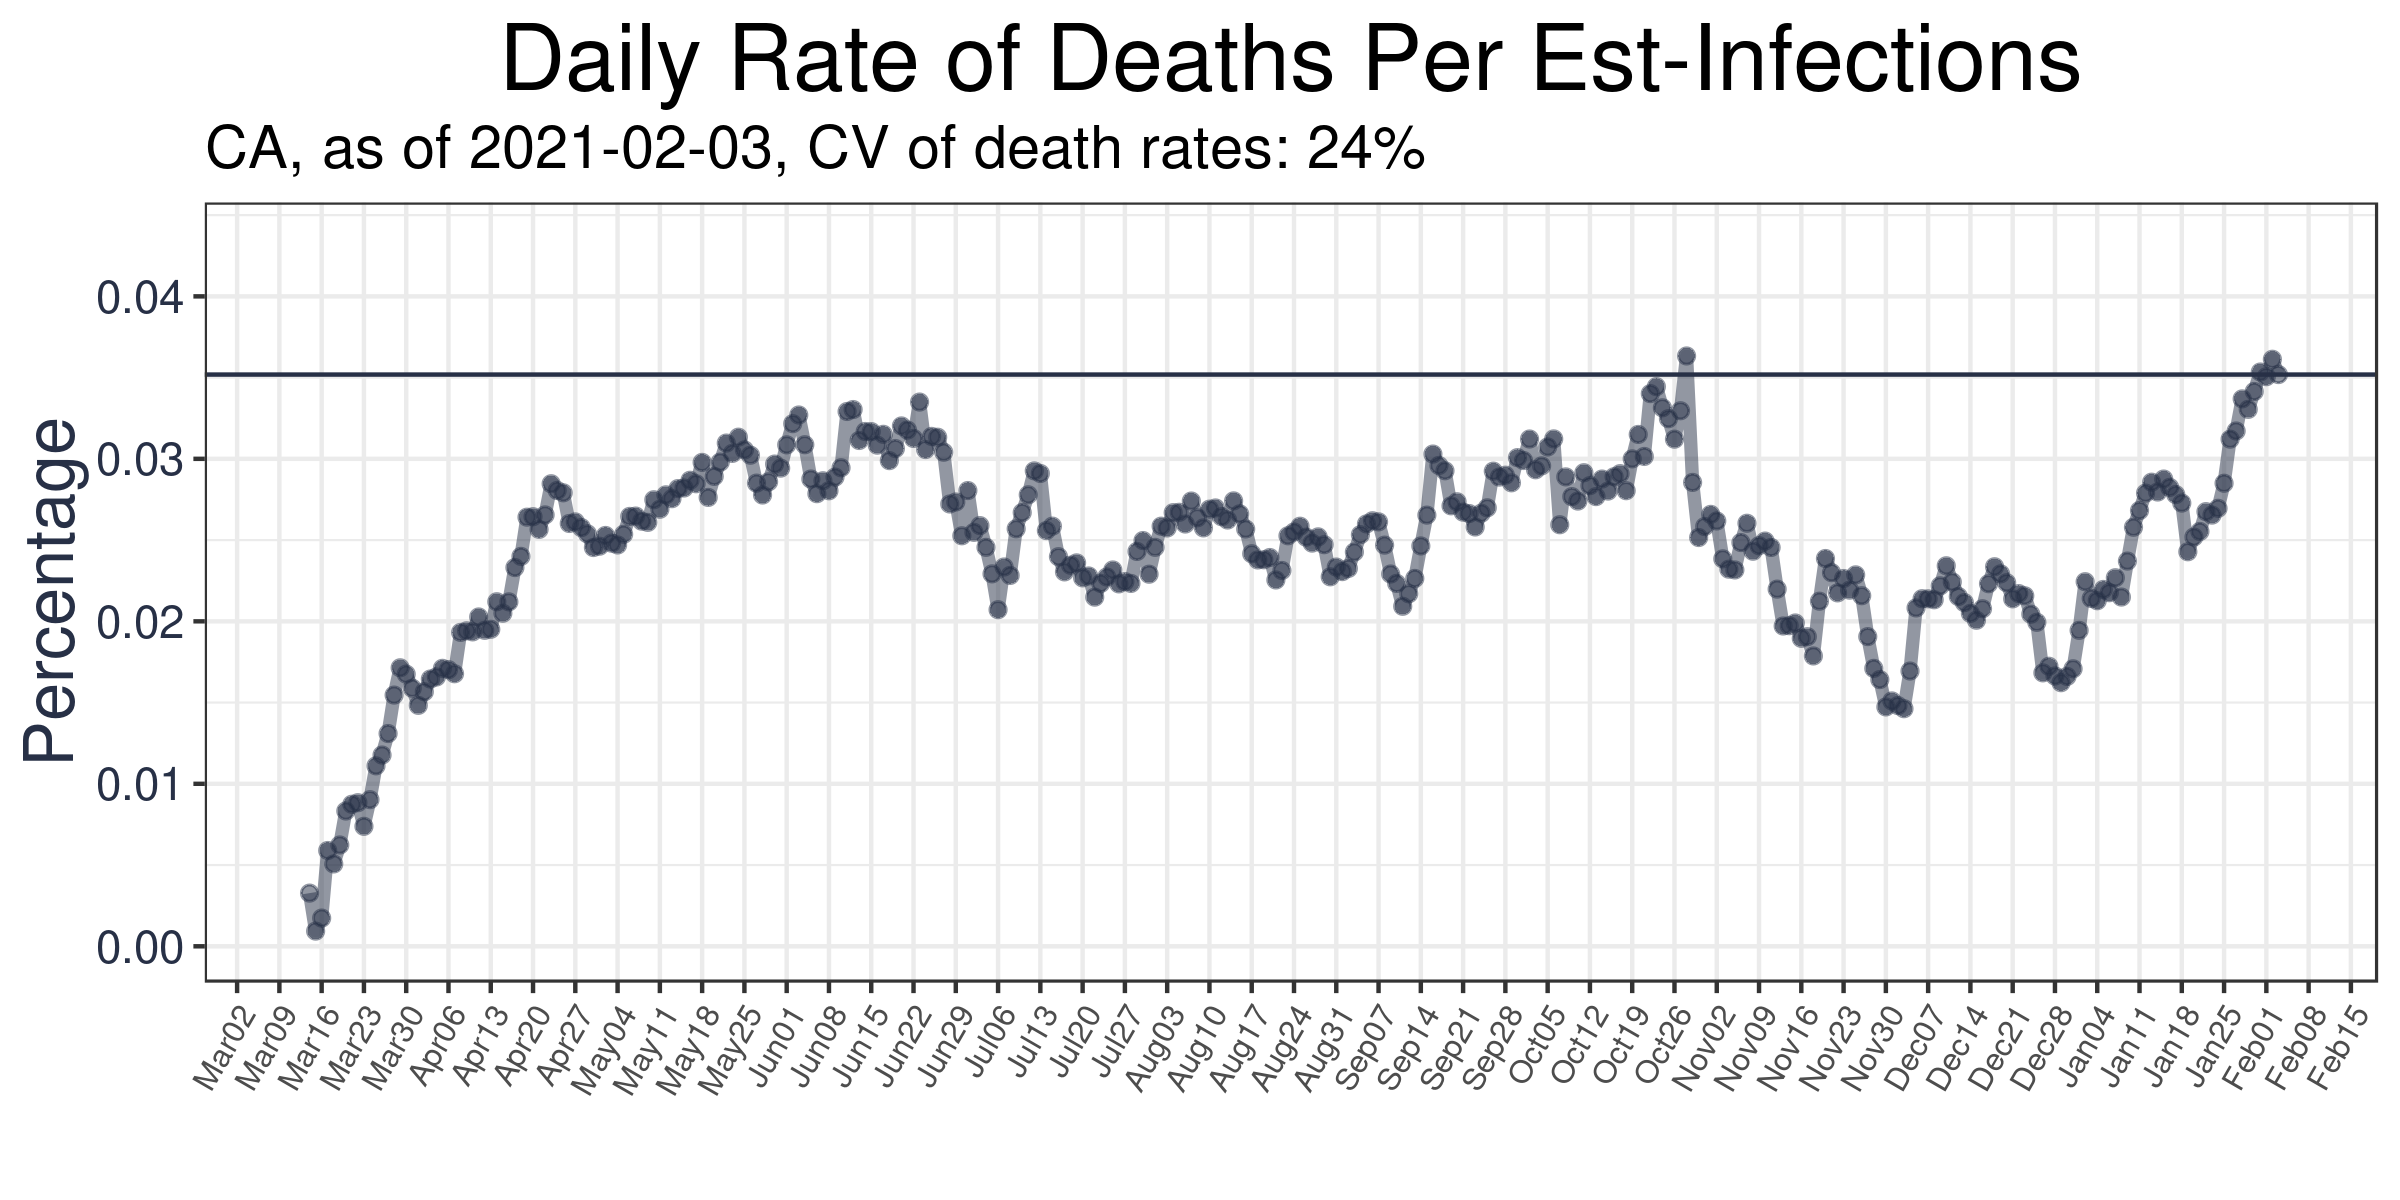 Daily Rate of Deaths Per Est-Infections
CA, as of 2021-02-03, CV of death rates: 24%
Percentage
0.04
0.03
0.02
0.01
0.00
Mar02
Mar09
Mar16
Mar23
Mar30
Apr06
Apr13
Apr20
Apr27
May04
May11
May18
May25
Jun01
Jun08
Jun15
Jun22
Jun29
Jul06
Jul13
Jul20
Jul27
Aug03
Aug10
Aug17
Aug24
Aug31
Sep07
Sep14
Sep21
Sep28
Oct05
Oct12
Oct19
Oct26
Nov02
Nov09
Nov16
Nov23
Nov30
Dec07
Dec14
Dec21
Dec28
Jan04
Jan11
Jan18
Jan25
Feb01
Feb08
Feb15